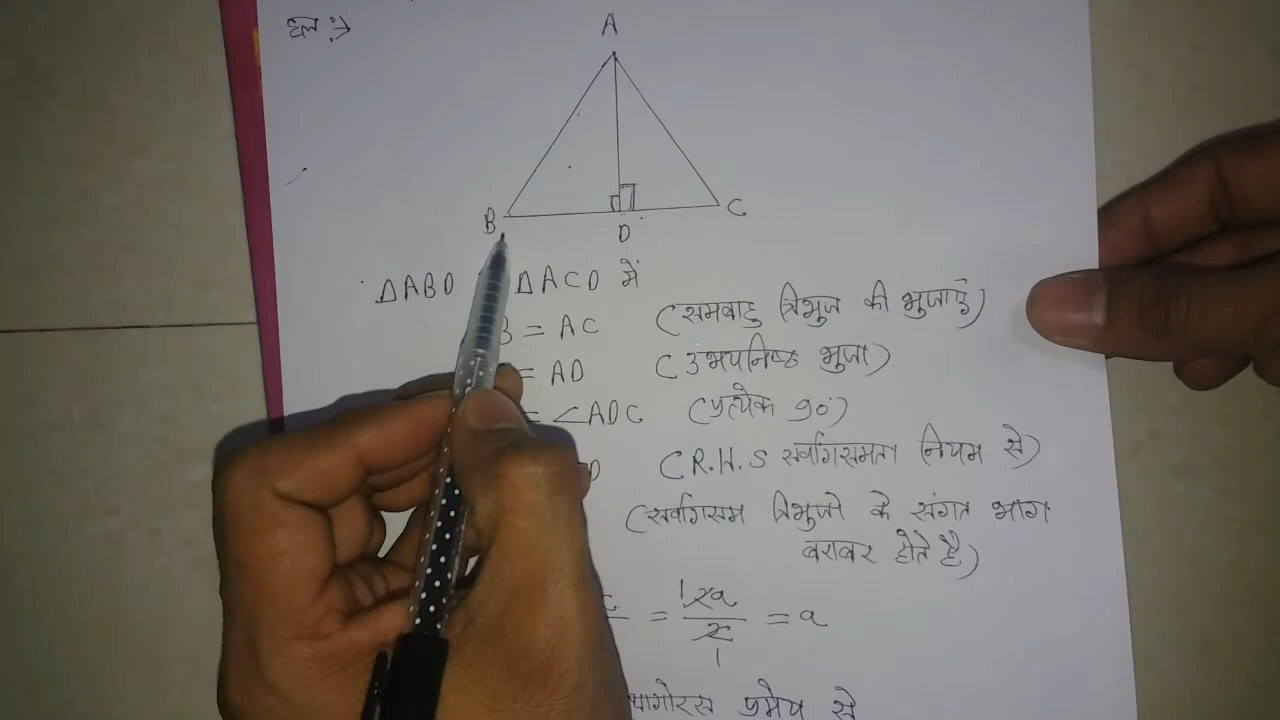 हल :→
A
B
C
D
ΔABD ΔACD में
= AC (समबाहु त्रिभुज की भुजाएं)
= AD (उभयनिष्ठ भुजा)
= ∠ADC (प्रत्येक 90°)
D (R.H.S सर्वांगसमता नियम से)
(सर्वांगसम त्रिभुजो के संगत भाग
बराबर होते है)
= 2a/2 = a
पाइथागोरस प्रमेय से